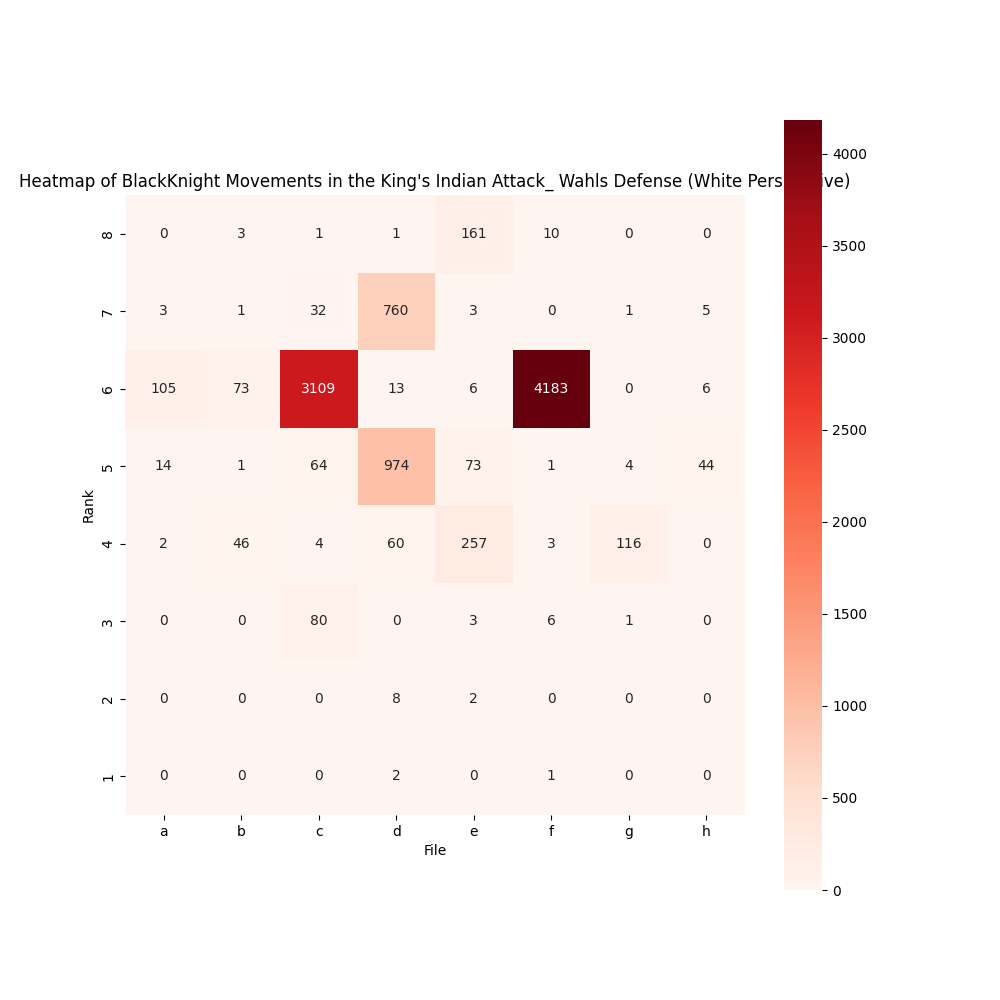 Heatmap of BlackKnight Movements in the King's Indian Attack_ Wahls Defense (White Pers ive)
8 0 3 1 1 161 10 0 0
7 3 1 32 760 3 0 1 5
6 105 73 3109 13 6 4183 0 6
5 14 1 64 974 73 1 4 44
4 2 46 4 60 257 3 116 0
3 0 0 80 0 3 6 1 0
2 0 0 0 8 2 0 0 0
1 0 0 0 2 0 1 0 0
Rank
a b c d e f g h
File
4000
3500
3000
2500
2000
1500
1000
500
0